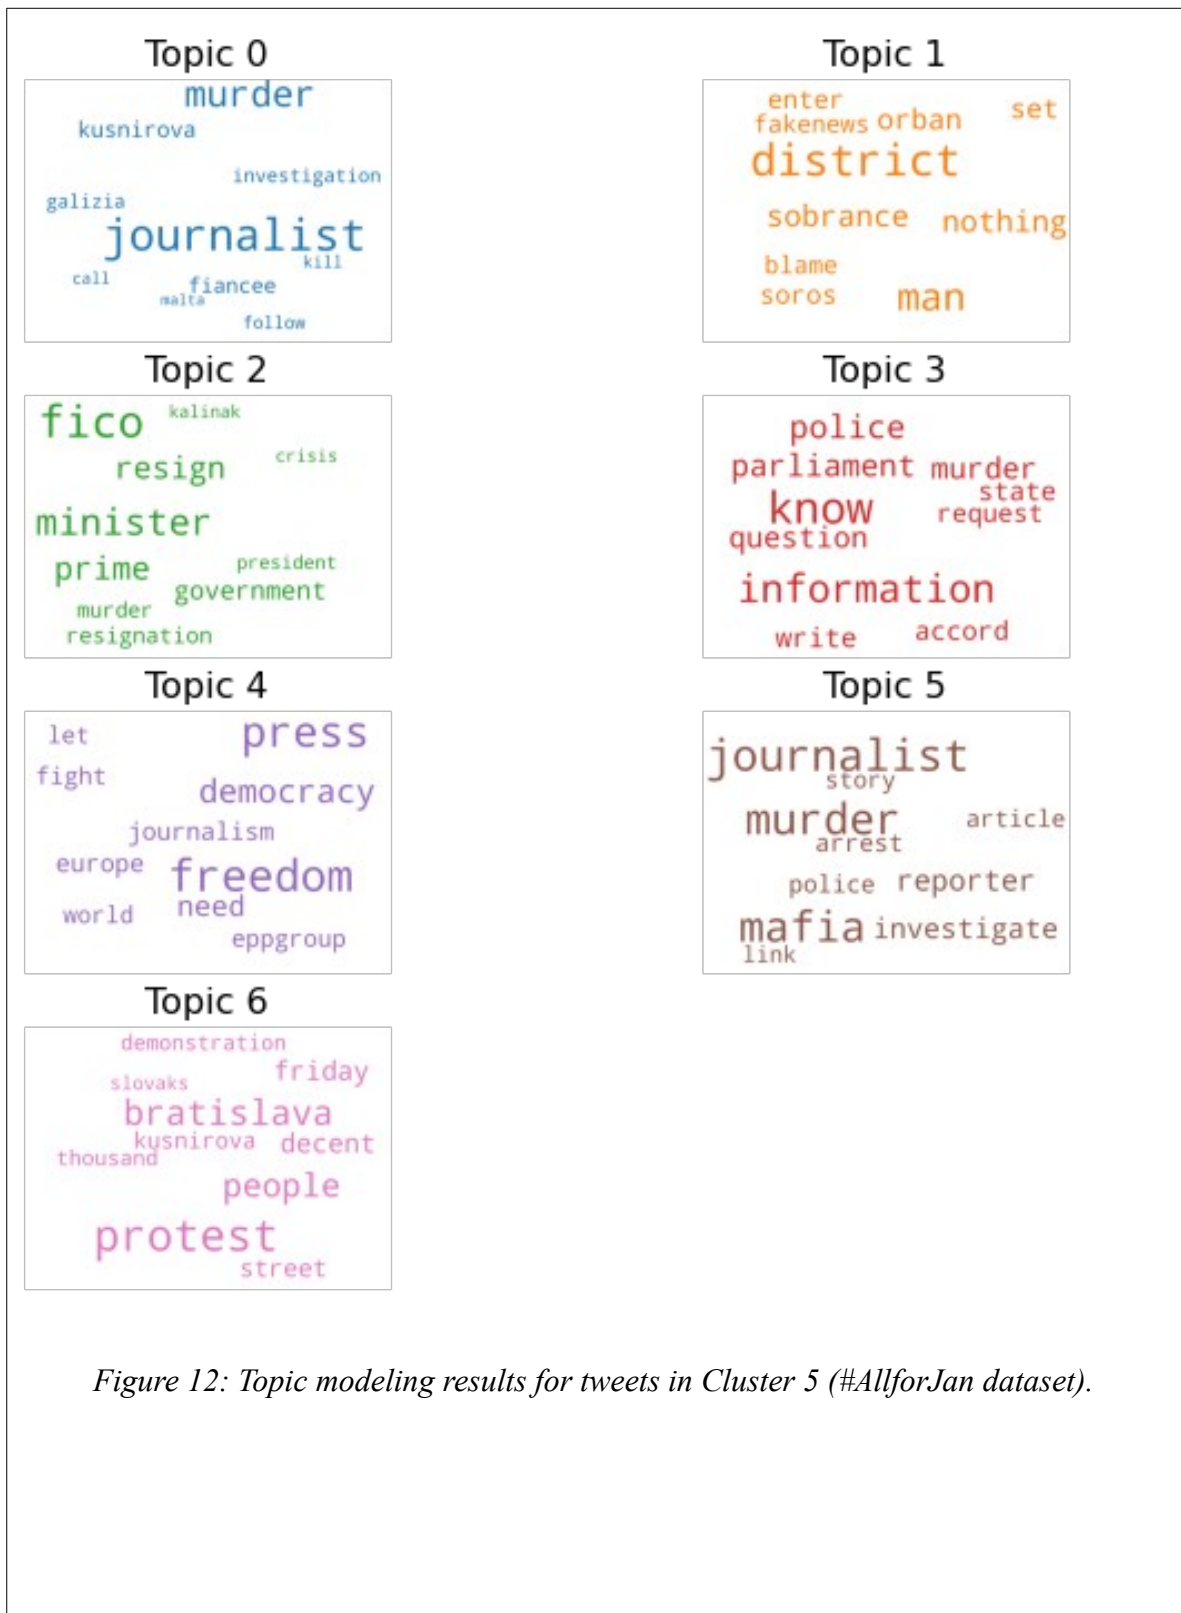 Topic 0
murder
kusnirova
investigation
galizia
journalist
kill
call
fiancee
malta
follow
Topic 1
enter
set
fakenews orban
district
sobrance nothing
blame
soros man
Topic 2
fico kalinak
resign crisis
minister
prime president
government
murder
resignation
Topic 3
police
parliament murder
state
know request
question
information
write accord
Topic 4
let press
fight
democracy
journalism
europe freedom
world need
eppgroup
Topic 5
journalist
story
murder article
arrest
police reporter
mafia investigate
link
Topic 6
demonstration
friday
slovaks
bratislava
kusnirova decent
thousand
people
protest
street
Figure 12: Topic modeling results for tweets in Cluster 5 (#AllforJan dataset).